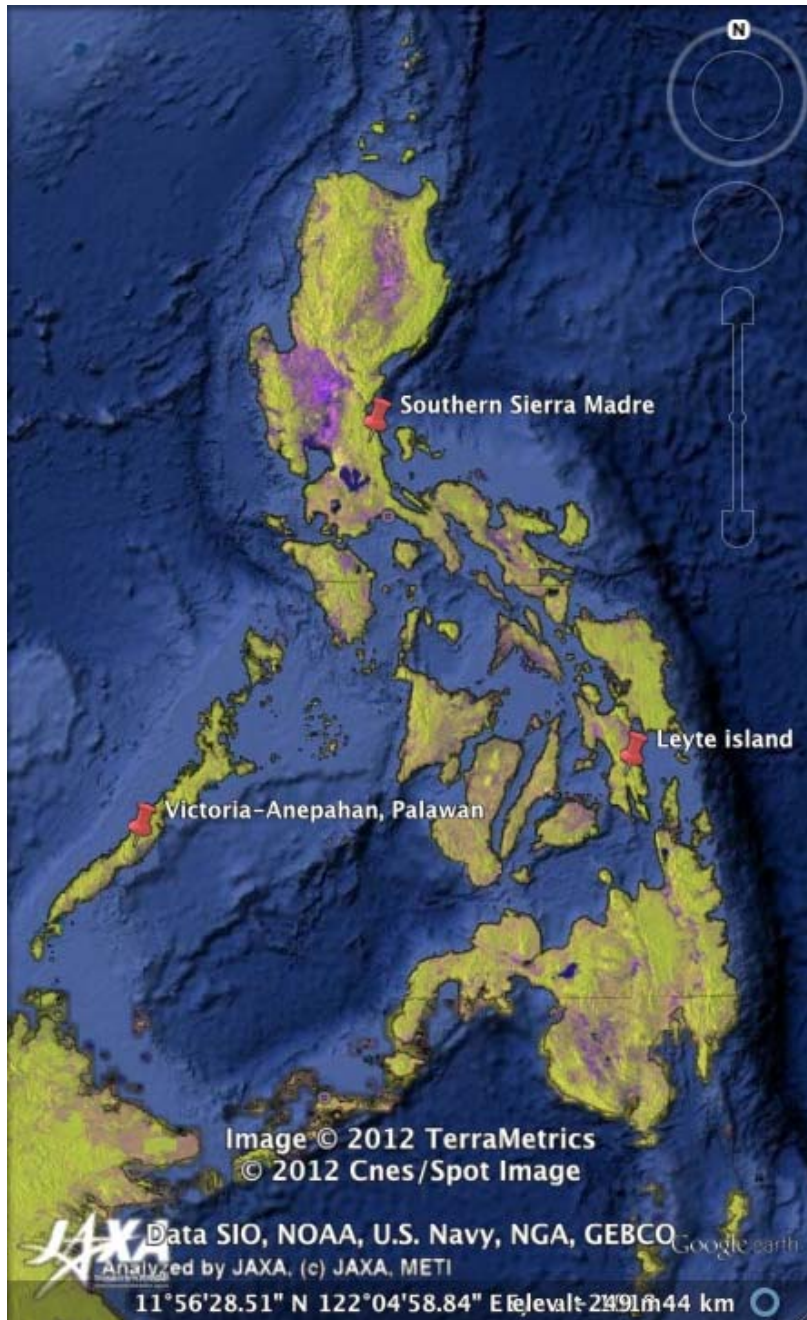 N
Southern Sierra Madre
Leyte island
Victoria-Anepahan, Palawan
Image © 2012 TerraMetrics
© 2012 Cnes/Spot Image
JAXA
Data SIO, NOAA, U.S. Navy, NGA, GEBCO
Google earth
Analyzed by JAXA, (c) JAXA, METI
11°56'28.51" N 122°04'58.84" E